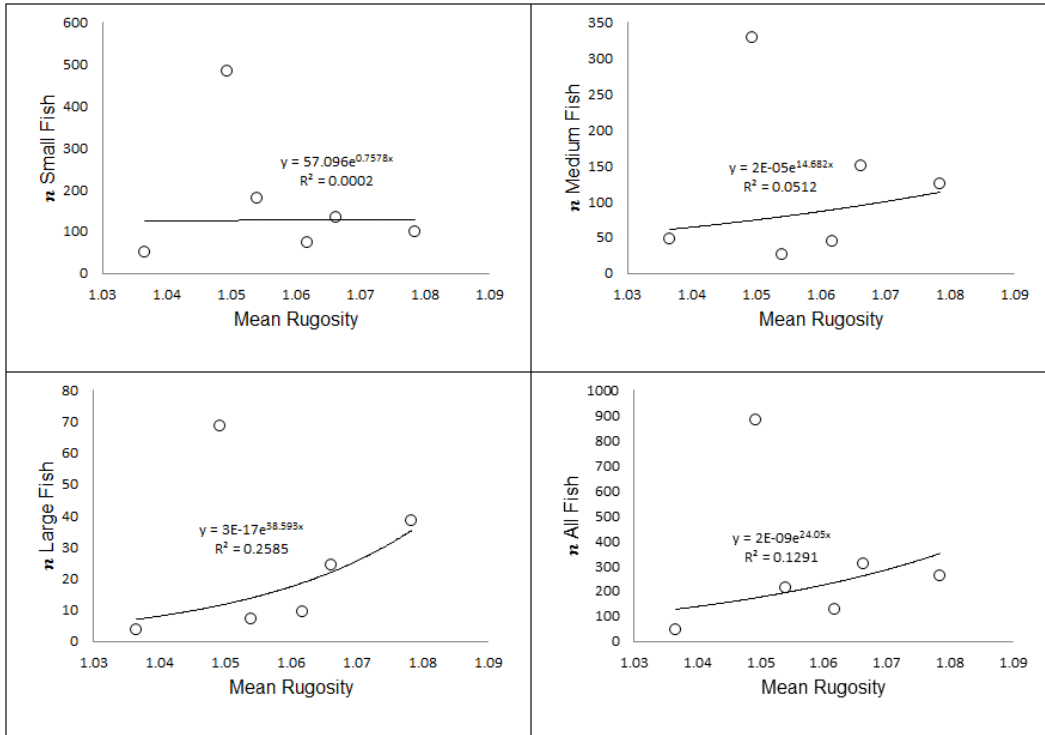 600
500
400
300
200
100
0
n Small Fish
y = 57.096e^0.7578x
R² = 0.0002
1.03 1.04 1.05 1.06 1.07 1.08 1.09
Mean Rugosity
350
300
250
200
150
100
50
0
n Medium Fish
y = 2E-05e^14.682x
R² = 0.0512
1.03 1.04 1.05 1.06 1.07 1.08 1.09
Mean Rugosity
80
70
60
50
40
30
20
10
0
n Large Fish
y = 3E-17e^38.593x
R² = 0.2585
1.03 1.04 1.05 1.06 1.07 1.08 1.09
Mean Rugosity
1000
900
800
700
600
500
400
300
200
100
0
n All Fish
y = 2E-09e^24.05x
R² = 0.1291
1.03 1.04 1.05 1.06 1.07 1.08 1.09
Mean Rugosity